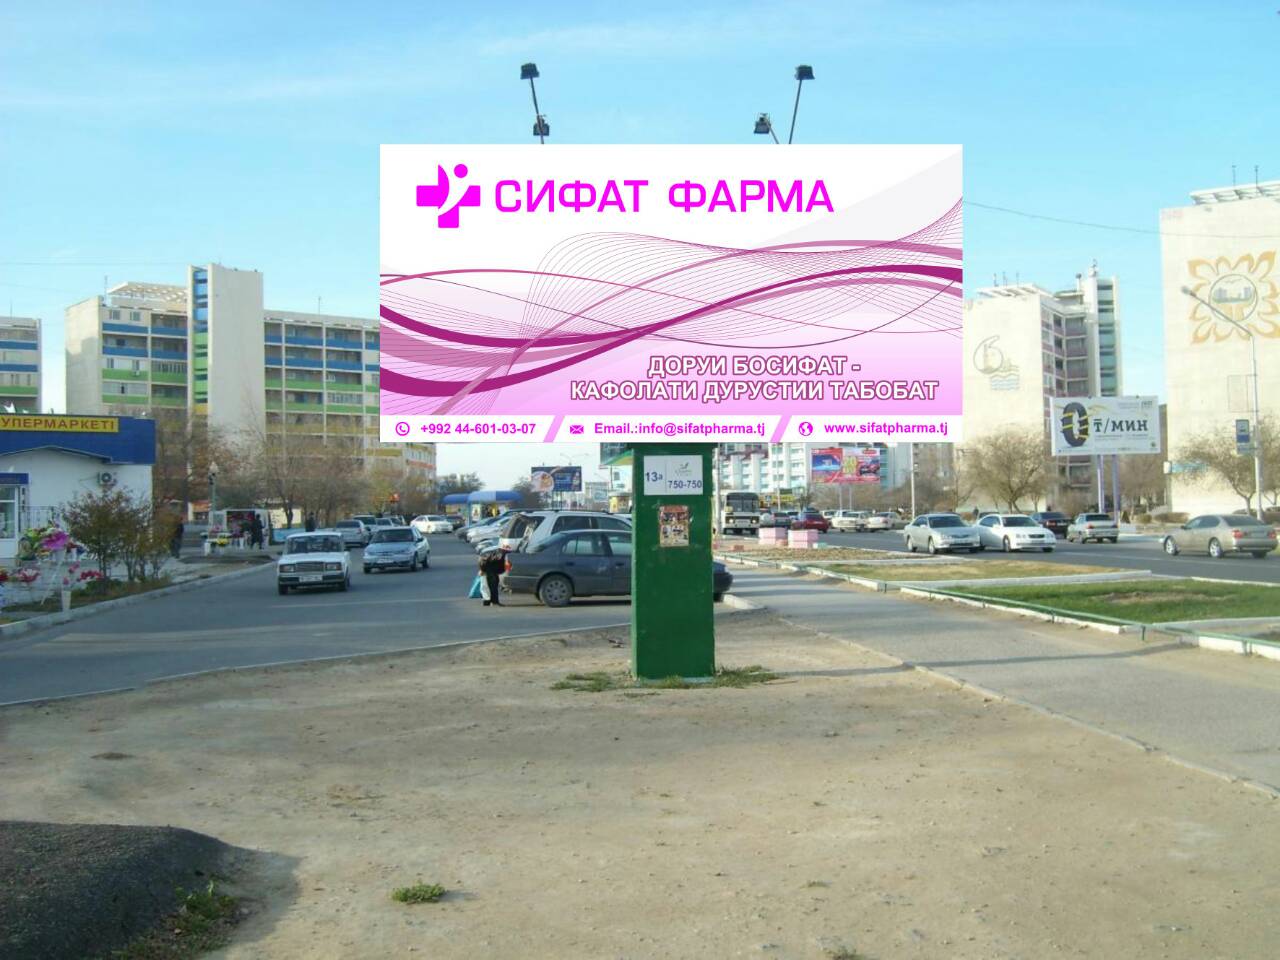 СИФАТ ФАРМА
ДОРУИ БОСИФАТ -
КАФОЛАТИ ДУРУСТИИ ТАБОБАТ
+992 44-601-03-07
Email.:info@sifatpharma.tj
www.sifatpharma.tj
УПЕРМАРКЕТІ
13а
750-750
Т/МИН